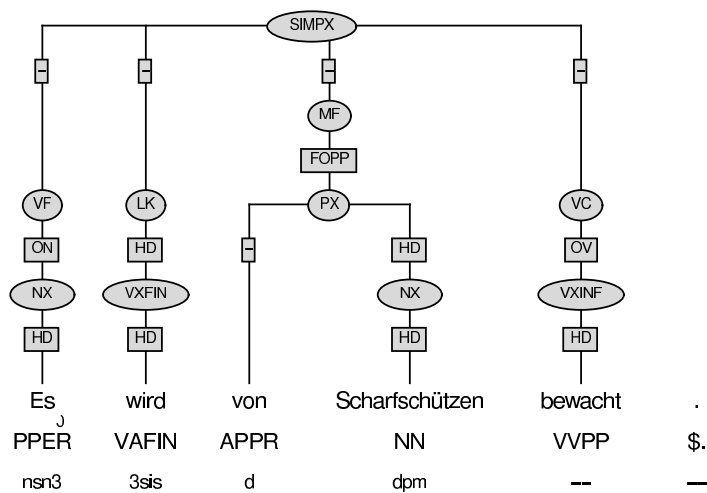 SIMPX
- - - -
MF
FOPP
VF LK PX VC
ON HD - HD OV
NX VXFIN NX VXINF
HD HD HD HD
Es wird von Scharfschützen bewacht .
PPER VAFIN APPR NN VVPP $.
nsn3 3sis d dpm -- --